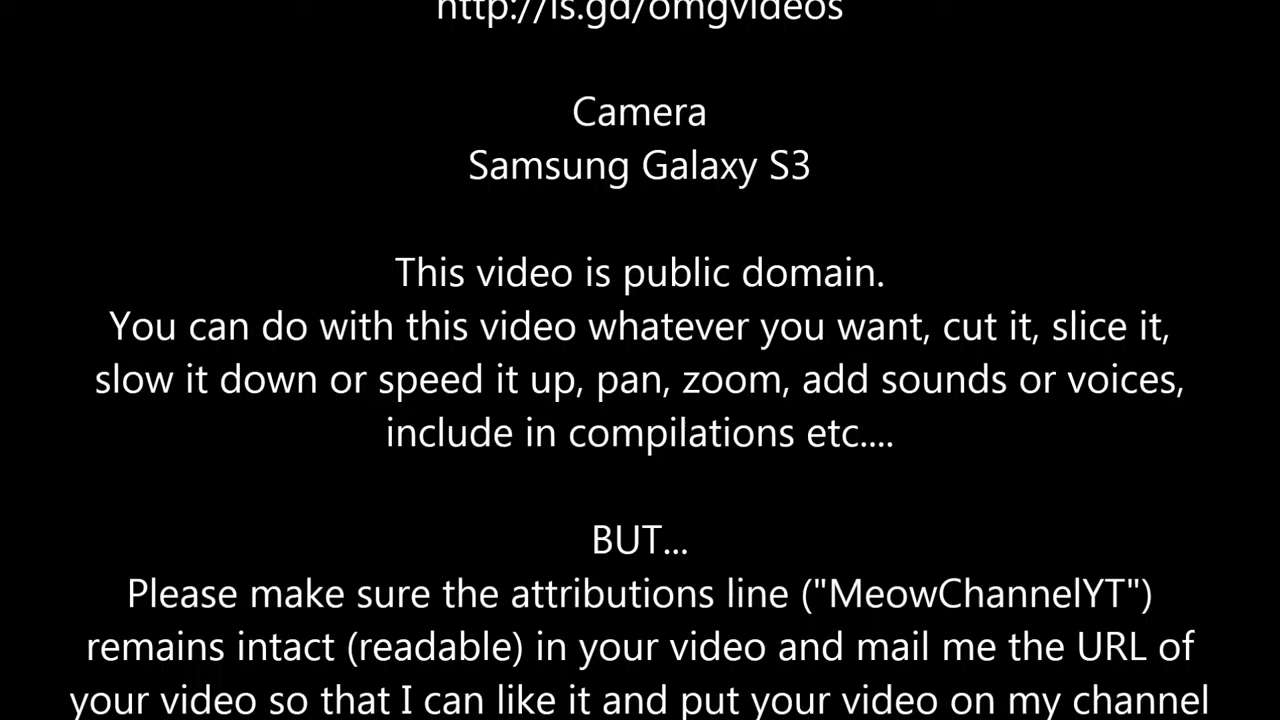 http://is.gd/omgvideos
Camera
Samsung Galaxy S3
This video is public domain.
You can do with this video whatever you want, cut it, slice it,
slow it down or speed it up, pan, zoom, add sounds or voices,
include in compilations etc....
BUT...
Please make sure the attributions line ("MeowChannelYT")
remains intact (readable) in your video and mail me the URL of
your video so that I can like it and put your video on my channel